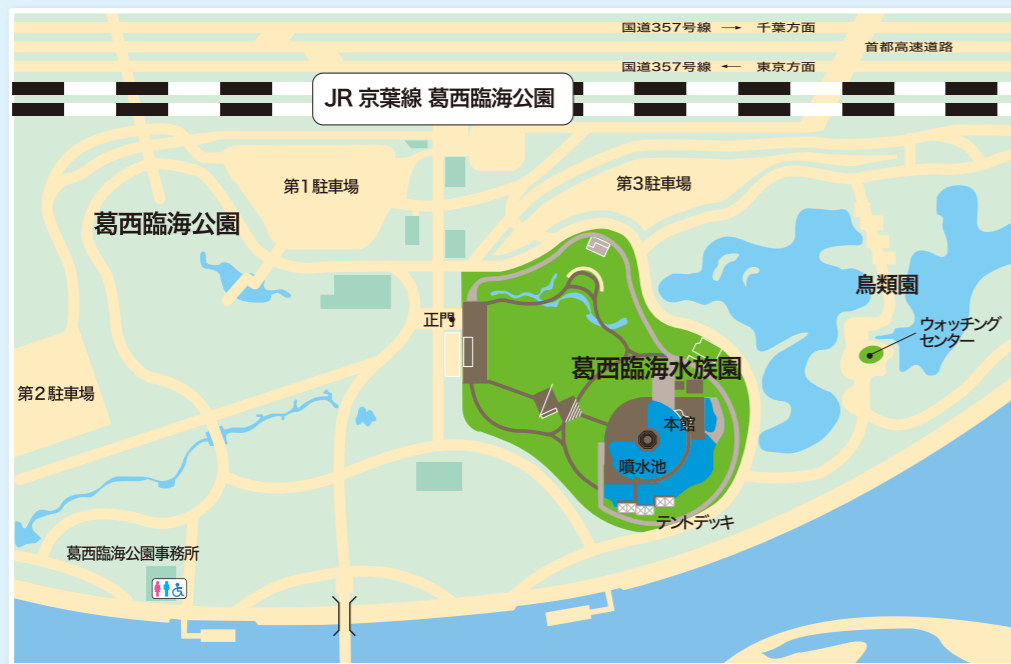 国道357号線 → 千葉方面
首都高速道路
国道357号線 ← 東京方面
JR 京葉線 葛西臨海公園
第1駐車場
第3駐車場
葛西臨海公園
鳥類園
正門
ウォッチング
センター
葛西臨海水族園
第2駐車場
本館
噴水池
テントデッキ
葛西臨海公園事務所